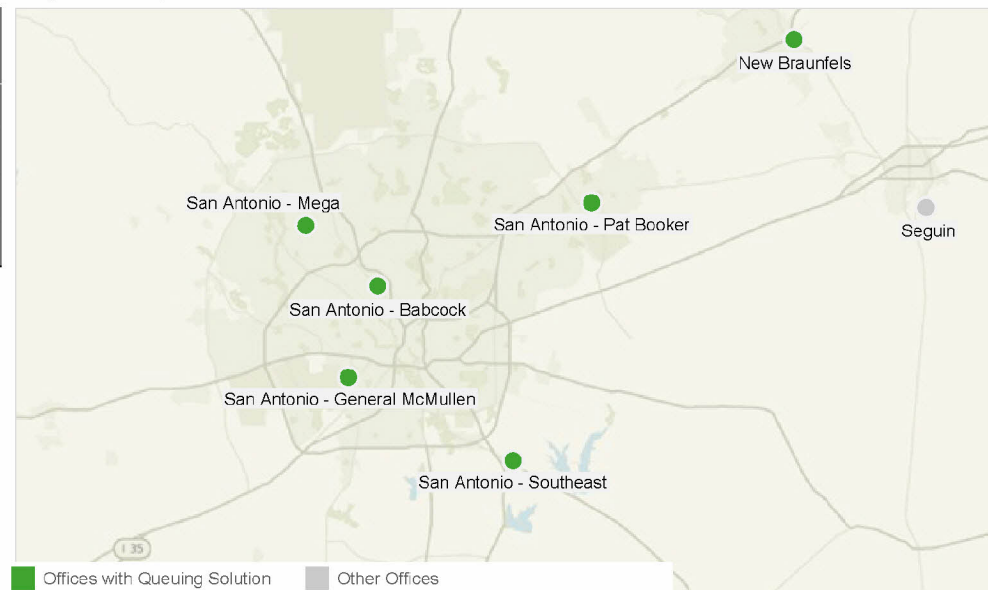 New Braunfels
San Antonio - Mega
San Antonio - Pat Booker
Seguin
San Antonio - Babcock
San Antonio - General McMullen
San Antonio - Southeast
I 35
Offices with Queuing Solution
Other Offices